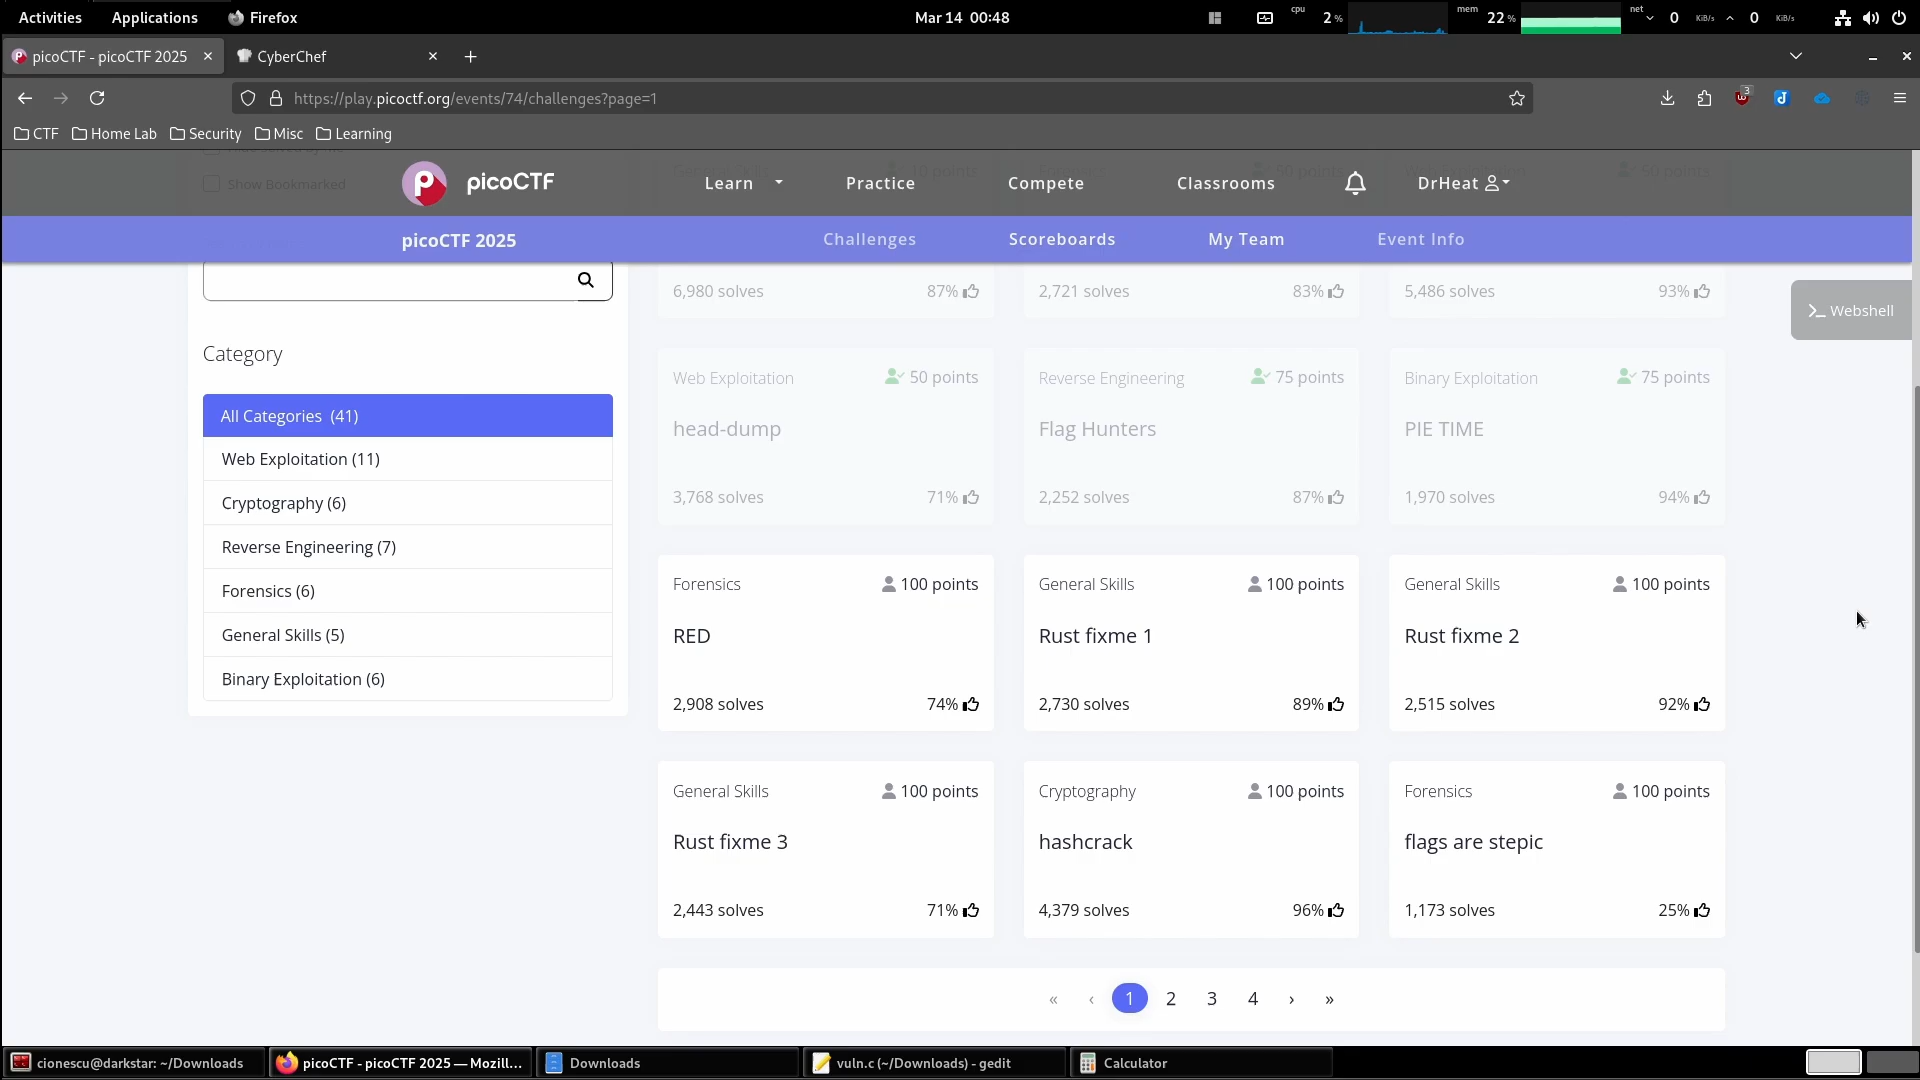 Activities Applications Firefox Mar 14 00:48 cpu 2 % mem 22 % net 0 KiB/s 0 KiB/s
picoCTF - picoCTF 2025 CyberChef
https://play.picoctf.org/events/74/challenges?page=1 3
CTF Home Lab Security Misc Learning
Show Bookmarked
picoCTF Learn Practice Compete Classrooms DrHeat
picoCTF 2025 Challenges Scoreboards My Team Event Info
6,980 solves 87% 2,721 solves 83% 5,486 solves 93%
Webshell
Category
All Categories (41)
Web Exploitation (11)
Cryptography (6)
Reverse Engineering (7)
Forensics (6)
General Skills (5)
Binary Exploitation (6)
Web Exploitation 50 points
head-dump
3,768 solves 71%
Reverse Engineering 75 points
Flag Hunters
2,252 solves 87%
Binary Exploitation 75 points
PIE TIME
1,970 solves 94%
Forensics 100 points
RED
2,908 solves 74%
General Skills 100 points
Rust fixme 1
2,730 solves 89%
General Skills 100 points
Rust fixme 2
2,515 solves 92%
General Skills 100 points
Rust fixme 3
2,443 solves 71%
Cryptography 100 points
hashcrack
4,379 solves 96%
Forensics 100 points
flags are stepic
1,173 solves 25%
« ‹ 1 2 3 4 › »
cionescu@darkstar: ~/Downloads picoCTF - picoCTF 2025 — Mozill... Downloads vuln.c (~/Downloads) - gedit Calculator